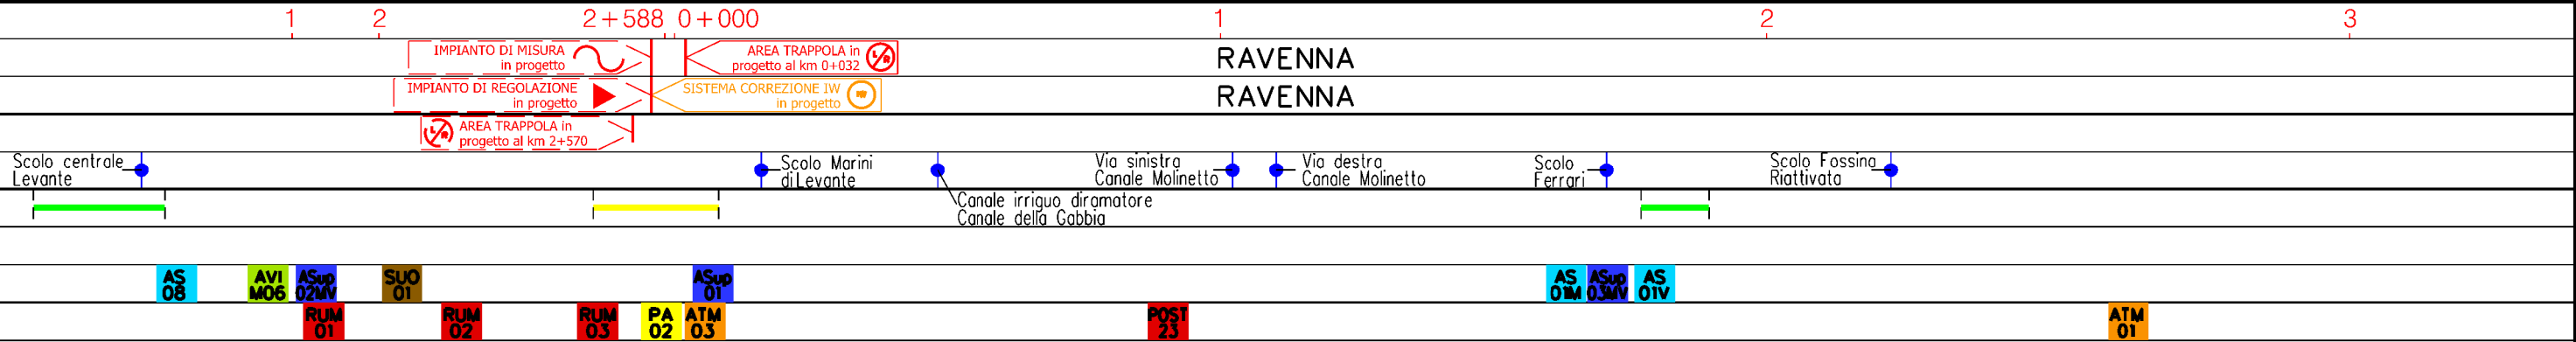 1 2 2+588 0+000 1 2 3
IMPIANTO DI MISURA
in progetto
AREA TRAPPOLA in
progetto al km 0+032
L/R
RAVENNA
IMPIANTO DI REGOLAZIONE
in progetto
SISTEMA CORREZIONE IW
in progetto
RAVENNA
L/R
AREA TRAPPOLA in
progetto al km 2+570
Scolo centrale
Levante
Scolo Marini
diLevante
Canale irriguo diramatore
Canale della Gabbia
Via sinistra
Canale Molinetto
Via destra
Canale Molinetto
Scolo
Ferrari
Scolo Fossina
Riattivata
AS
08
AVI
M06
ASup
02MV
SUO
01
ASup
01
AS
01M
ASup
03MV
AS
01V
RUM
01
RUM
02
RUM
03
PA
02
ATM
03
POST
23
ATM
01